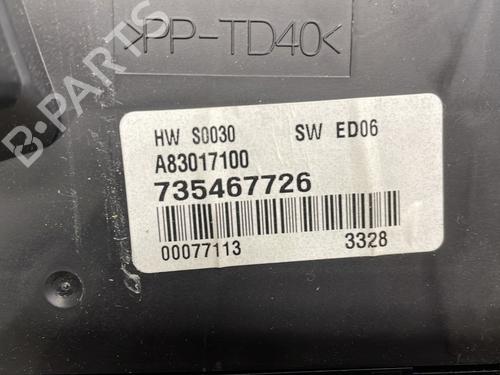 >PP-TD40<
B-Parts
HW S0030 SW ED06
A83017100
735467726
00077113 3328